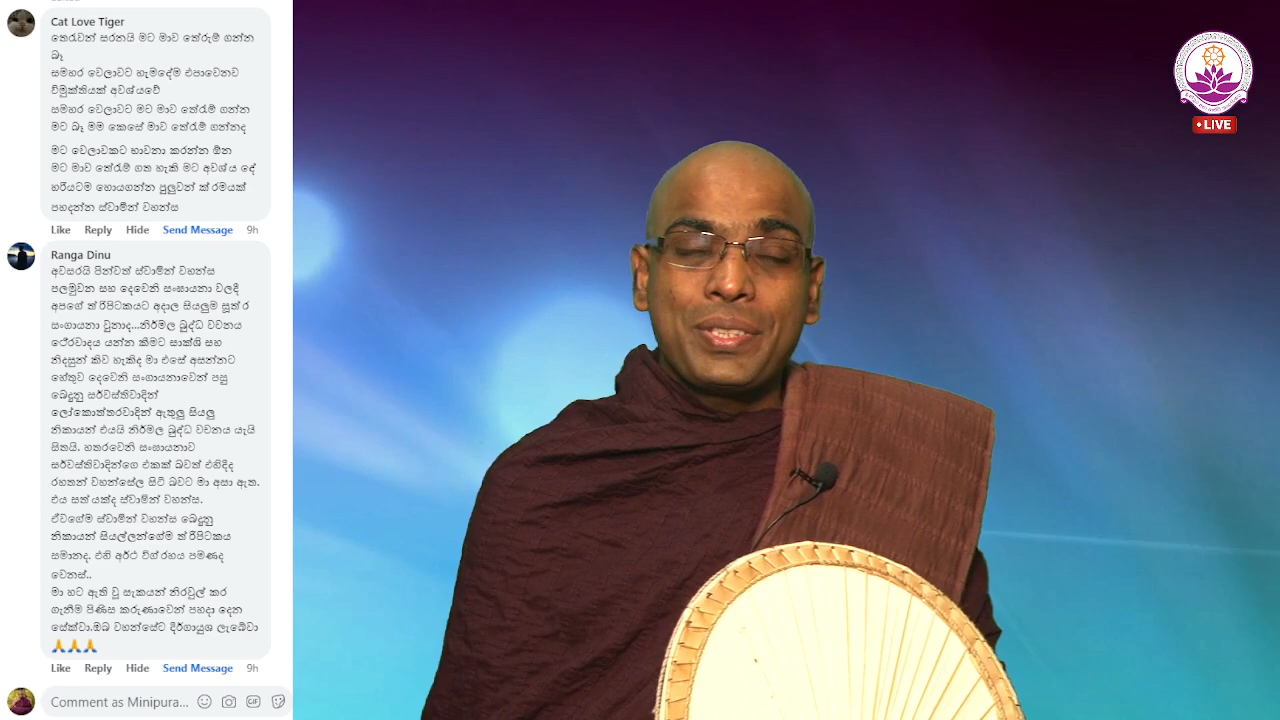 Cat Love Tiger
තෙරුවන් සරනයි මට මාව තේරුම් ගන්න
බෑ
සමහර වෙලාවට හැමදේම එපාවෙනව
විමුක්තියක් අවශ්‍යවේ
සමහර වෙලාවට මට මාව තේරැම් ගන්න
මට බෑ මම කෙසේ මාව තේරැම් ගන්නද
මට වෙලාවකට භාවනා කරන්න ඕන
මට මාව තේරැම් ගත හැකි මට අවශ්‍ය දේ
හරියටම හොයගන්න පුලුවන් ක්‍රමයක්
පහදන්න ස්වාමින් වහන්ස
Like Reply Hide Send Message 9h
Ranga Dinu
අවසරයි පින්වත් ස්වාමීන් වහන්ස
පලමුවන සහ දෙවෙනි සංඝායනා වලදී
අපගේ ත්‍රිපිටකයට අදාල සියලුම සූත්‍ර
සංගායනා වූනාද...නිර්මල බුද්ධ වචනය
ථේරවාදය යන්න කීමට සාක්ශි සහ
නිදසුන් කිව හැකිද මා එසේ අසන්නට
හේතුව දෙවෙනි සංගායනාවෙන් පසු
බෙදුනු සර්වස්තිවාදින්
ලෝකොත්තරවාදින් ඇතුලු සියලු
නිකායන් එයයි නිර්මල බුද්ධ වචනය යැයි
සිතයි. හතරවෙනි සංඝායනාව
සර්වස්තිවාදින්ගෙ එකක් බවත් එහිදීද
රහතන් වහන්සේල සිටි බවට මා අසා ඇත.
එය සත්‍යක්ද ස්වාමින් වහන්ස.
ඒවගේම ස්වාමින් වහන්ස බෙදුනු
නිකායන් සියල්ලන්ගේම ත්‍රිපිටකය
සමානද. එහි අර්ථ විග්‍රහය පමණද
වෙනස්..
මා හට ඇති වූ සැකයන් නිරවුල් කර
ගැනීම පිණිස කරුණාවෙන් පහදා දෙන
සේක්වා.ඔබ වහන්සේට දිර්ගායුශ ලැබේවා
🙏🙏🙏
Like Reply Hide Send Message 9h
Comment as Minipura... GIF
LIVE